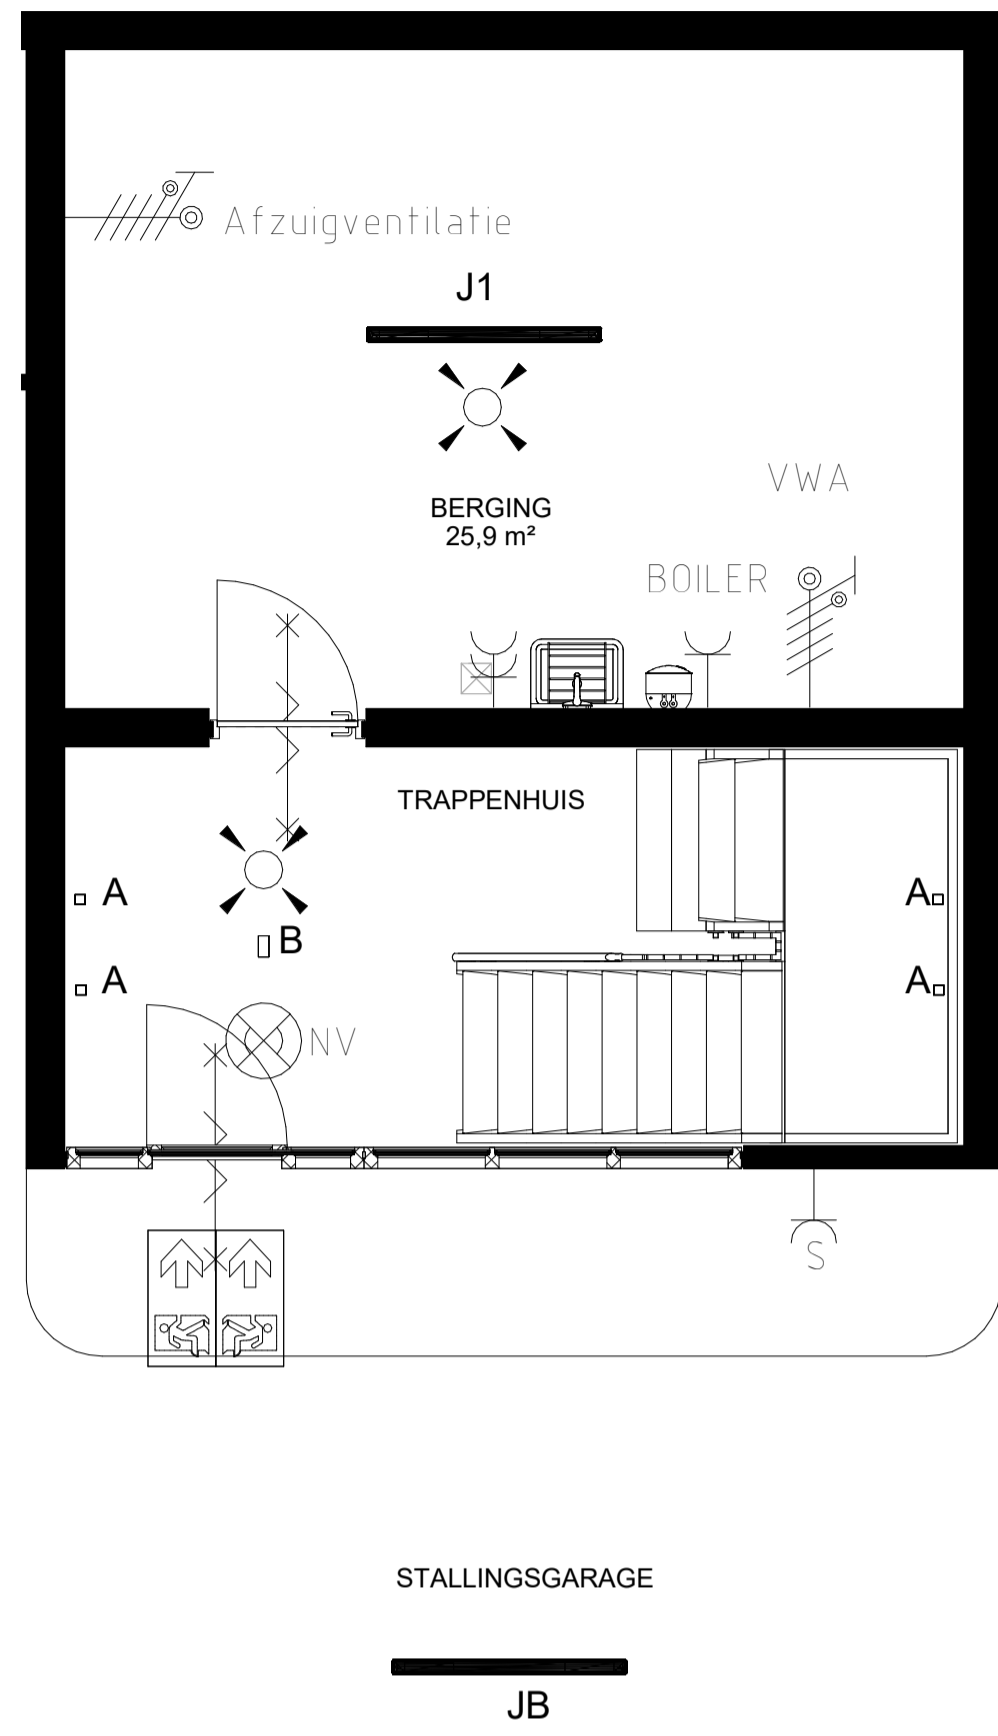 Afzuigventilatie
J1
VWA
BERGING
25,9 m²
BOILER
TRAPPENHUIS
A
A
B
A
A
NV
S
STALLINGSGARAGE
JB